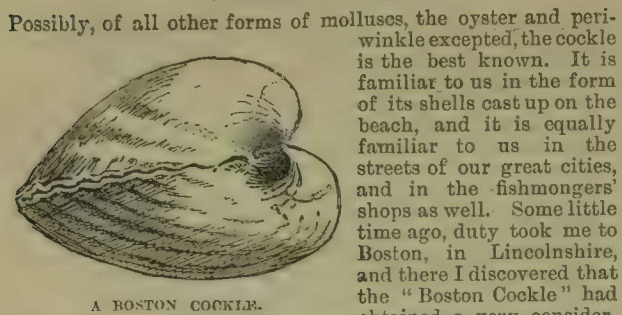 Possibly, of all other forms of molluscs, the oyster and peri-
winkle excepted, the cockle
is the best known. It is
familiar to us in the form
of its shells cast up on the
beach, and it is equally
familiar to us in the
streets of our great cities,
and in the fishmongers'
shops as well. Some little
time ago, duty took me to
Boston, in Lincolnshire,
and there I discovered that
the "Boston Cockle" had
A BOSTON COCKLE.